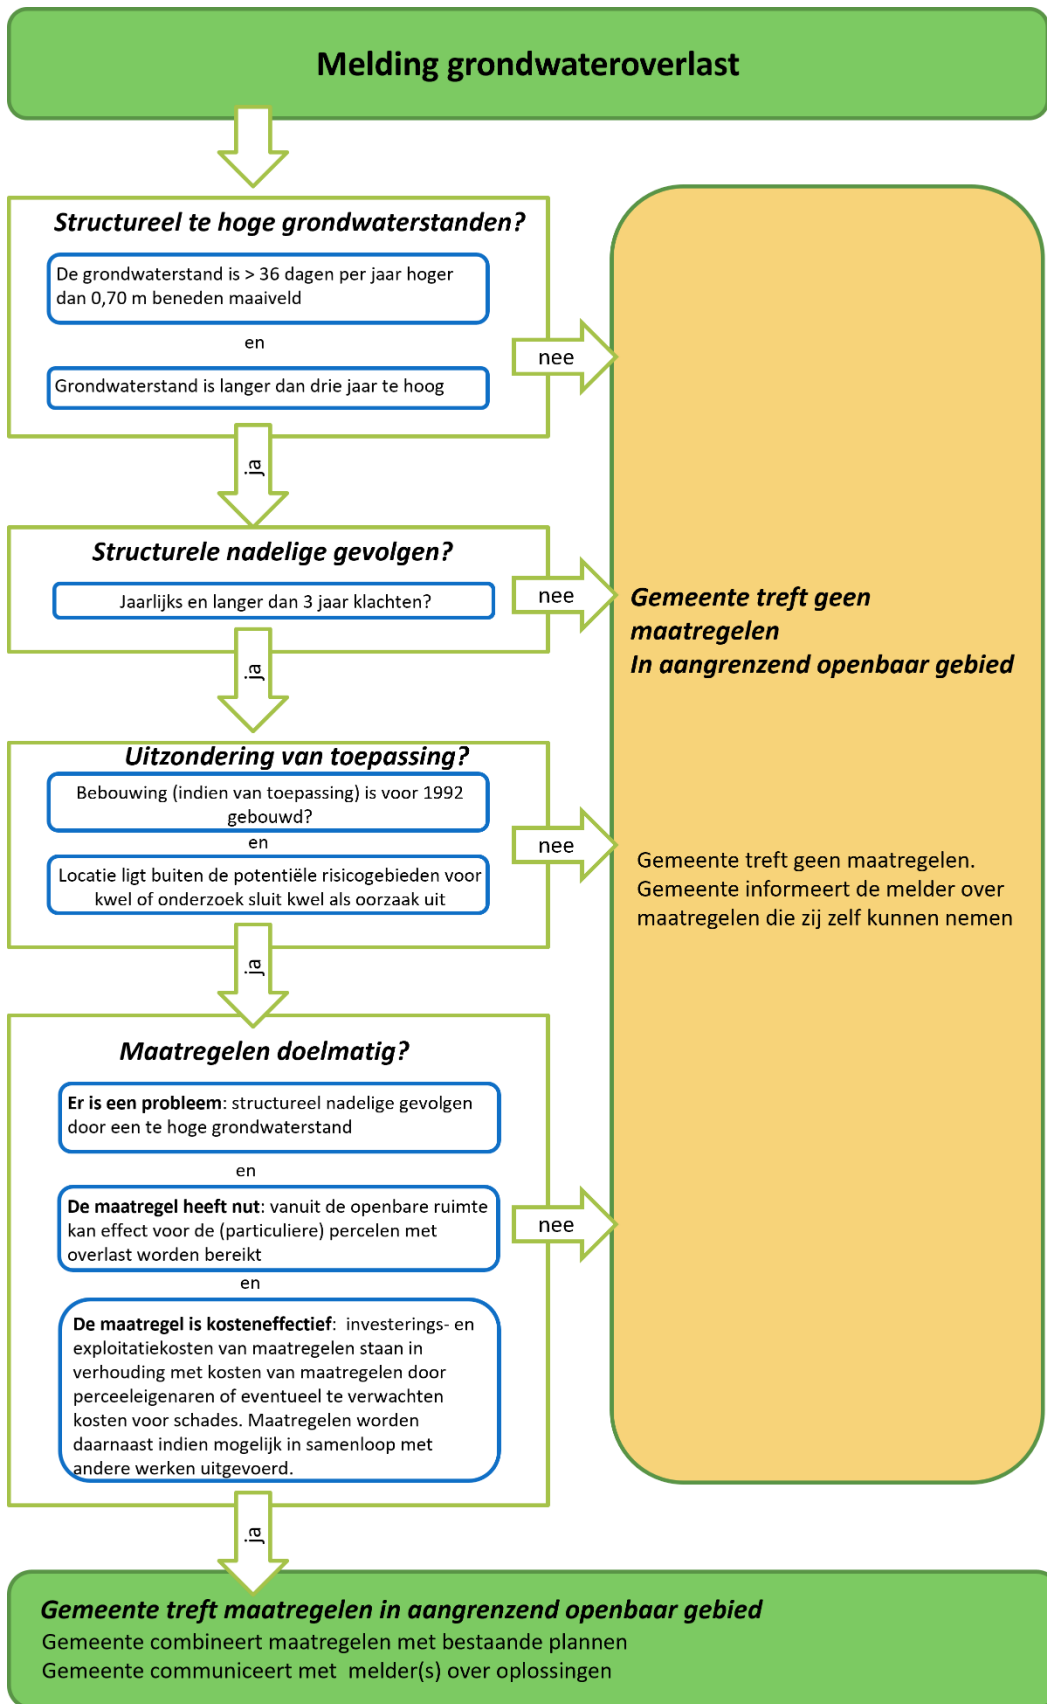 Melding grondwateroverlast
Structureel te hoge grondwaterstanden?
De grondwaterstand is > 36 dagen per jaar hoger
dan 0,70 m beneden maaiveld
en
Grondwaterstand is langer dan drie jaar te hoog
nee
ja
Structurele nadelige gevolgen?
Jaarlijks en langer dan 3 jaar klachten?
nee
ja
Uitzondering van toepassing?
Bebouwing (indien van toepassing) is voor 1992
gebouwd?
en
Locatie ligt buiten de potentiële risicogebieden voor
kwel of onderzoek sluit kwel als oorzaak uit
nee
ja
Maatregelen doelmatig?
Er is een probleem: structureel nadelige gevolgen
door een te hoge grondwaterstand
en
De maatregel heeft nut: vanuit de openbare ruimte
kan effect voor de (particuliere) percelen met
overlast worden bereikt
en
De maatregel is kosteneffectief:  investerings- en
exploitatiekosten van maatregelen staan in
verhouding met kosten van maatregelen door
perceeleigenaren of eventueel te verwachten
kosten voor schades. Maatregelen worden
daarnaast indien mogelijk in samenloop met
andere werken uitgevoerd.
nee
ja
Gemeente treft geen
maatregelen
In aangrenzend openbaar gebied
Gemeente treft geen maatregelen.
Gemeente informeert de melder over
maatregelen die zij zelf kunnen nemen
Gemeente treft maatregelen in aangrenzend openbaar gebied
Gemeente combineert maatregelen met bestaande plannen
Gemeente communiceert met  melder(s) over oplossingen